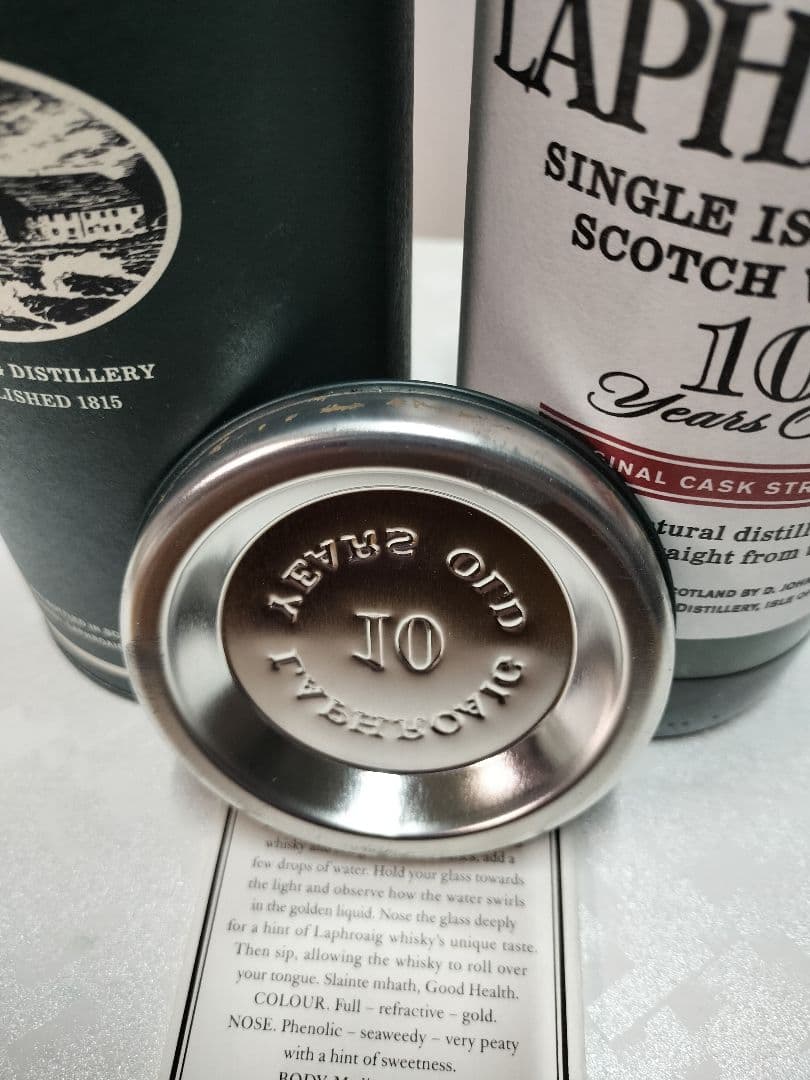 DISTILLERY
LISHED 1815
LAPH
SINGLE IS
SCOTCH
10
Years O
INAL CASK STR
tural distill
aight from
OTLAND BY D. JOH
DISTILLERY, ISLE O
YEARS OLD
10
LAPHROAIG
whisky add a
few drops of water. Hold your glass towards
the light and observe how the water swirls
in the golden liquid. Nose the glass deeply
for a hint of Laphroaig whisky's unique taste.
Then sip, allowing the whisky to roll over
your tongue. Slainte mhath, Good Health.
COLOUR. Full – refractive – gold.
NOSE. Phenolic – seaweedy – very peaty
with a hint of sweetness.
BODY